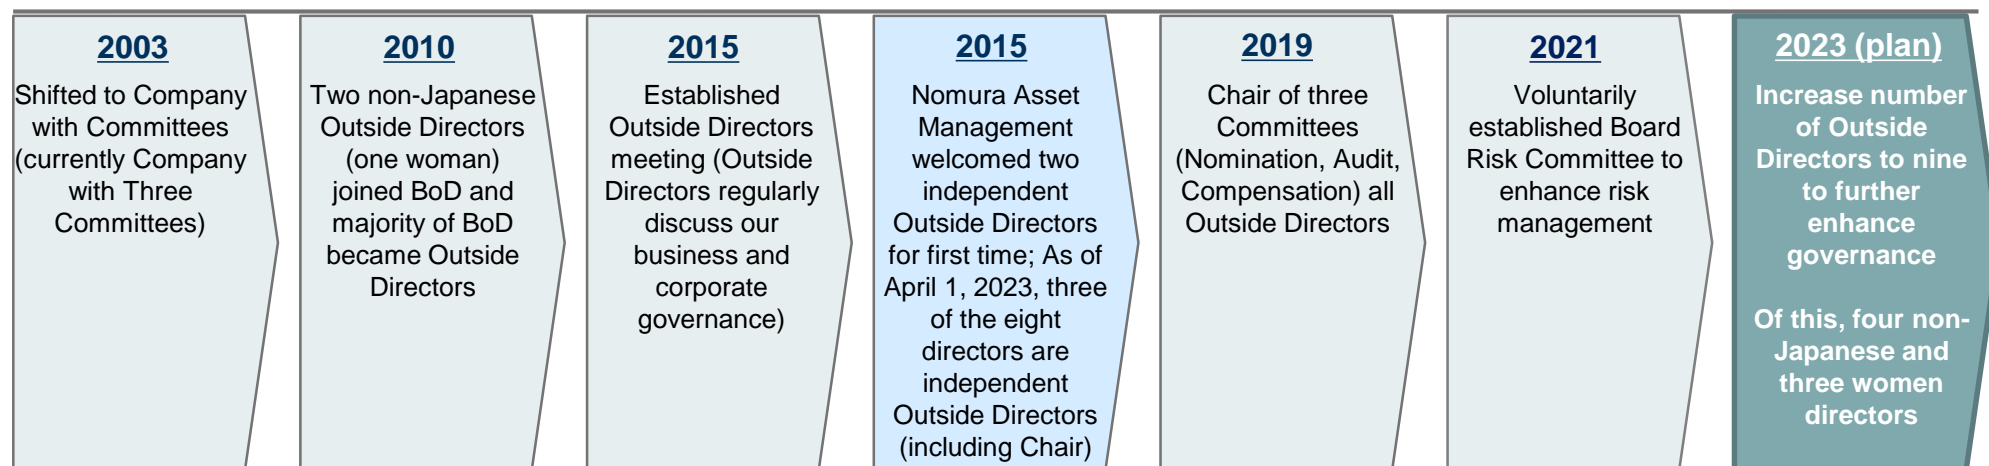 2003
Shifted to Company
with Committees
(currently Company
with Three
Committees)
2010
Two non-Japanese
Outside Directors
(one woman)
joined BoD and
majority of BoD
became Outside
Directors
2015
Established
Outside Directors
meeting (Outside
Directors regularly
discuss our
business and
corporate
governance)
2015
Nomura Asset
Management
welcomed two
independent
Outside Directors
for first time; As of
April 1, 2023, three
of the eight
directors are
independent
Outside Directors
(including Chair)
2019
Chair of three
Committees
(Nomination, Audit,
Compensation) all
Outside Directors
2021
Voluntarily
established Board
Risk Committee to
enhance risk
management
2023 (plan)
Increase number
of Outside
Directors to nine
to further
enhance
governance
Of this, four non-
Japanese and
three women
directors